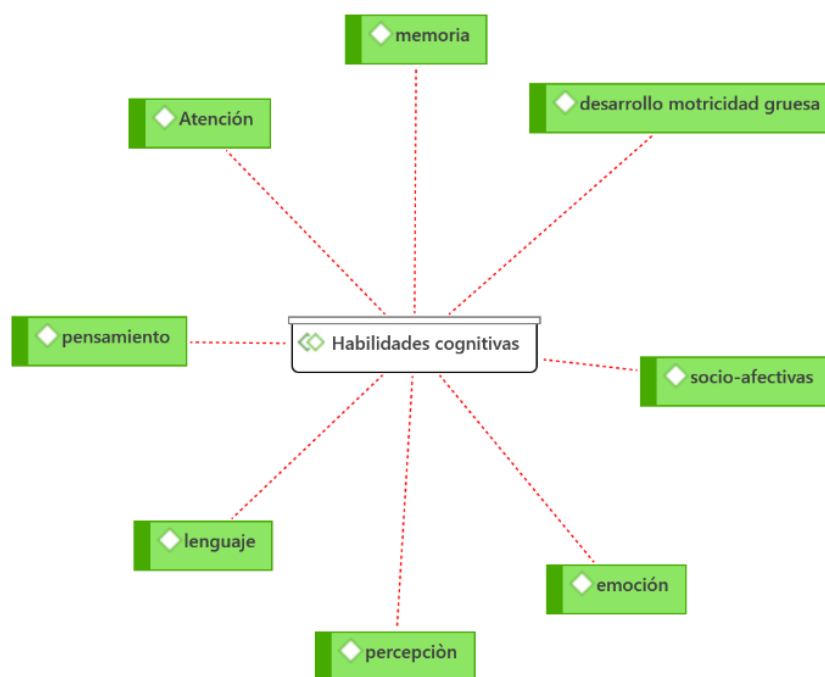 memoria
desarrollo motricidad gruesa
Atención
pensamiento
Habilidades cognitivas
socio-afectivas
lenguaje
emoción
percepciòn